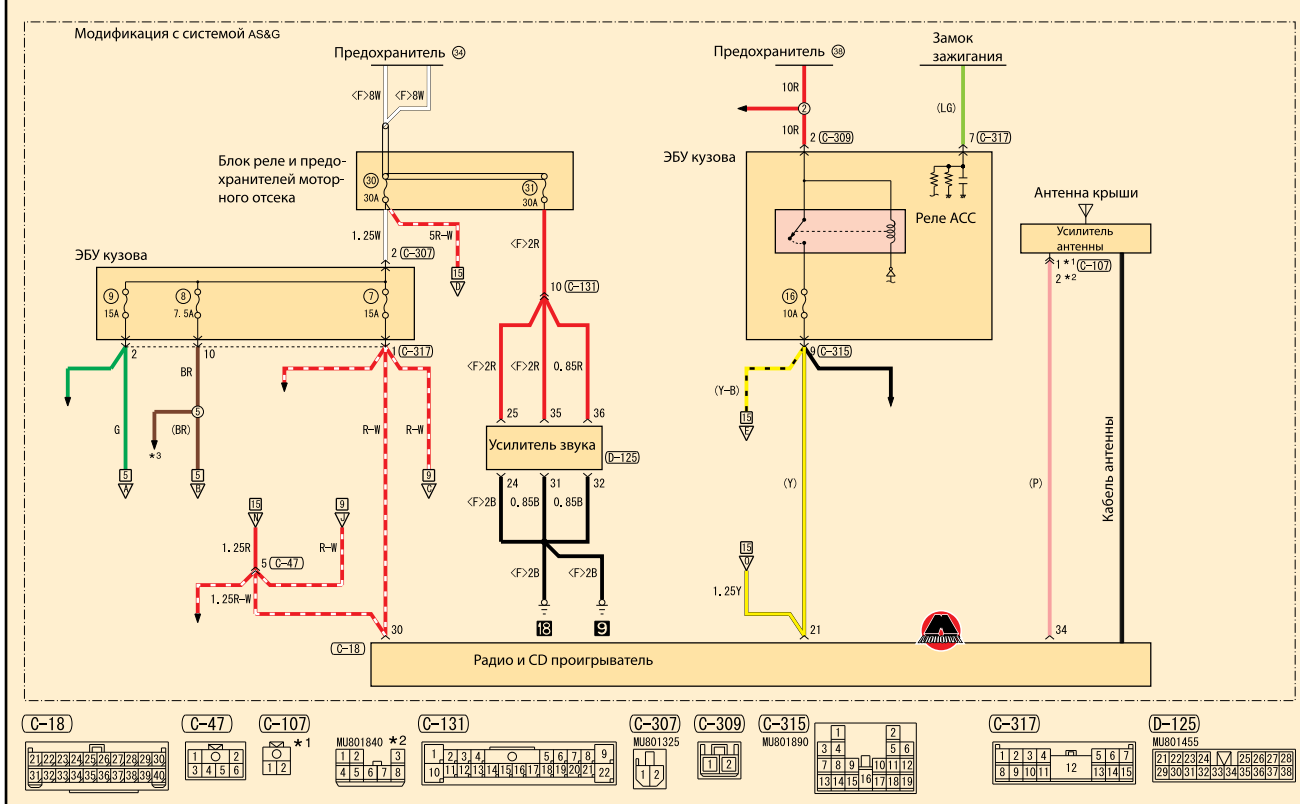 Модификация с системой AS&G
Предохранитель 34
<F>8W
<F>8W
Блок реле и предо-
хранителей мотор-
ного отсека
30
30A
31
30A
1.25W
5R-W
2 (C-307)
15
D
<F>2R
10 (C-131)
ЭБУ кузова
9
15A
8
7.5A
7
15A
2
10
1 (C-317)
BR
5
(BR)
*3
G
R-W
R-W
5
A
5
B
9
C
<F>2R
<F>2R
0.85R
25
35
36
Усилитель звука
D-125
24
31
32
<F>2B
0.85B
0.85B
<F>2B
<F>2B
18
9
15
N
9
J
1.25R
R-W
5 (C-47)
1.25R-W
30
C-18
Предохранитель 38
10R
2
10R
2 (C-309)
Замок
зажигания
(LG)
7 (C-317)
ЭБУ кузова
Реле ACC
16
10A
9 (C-315)
(Y-B)
15
E
(Y)
15
O
1.25Y
21
Антенна крыши
Усилитель
антенны
1 *1 (C-107)
2 *2
(P)
Кабель антенны
34
Радио и CD проигрыватель
C-18
21 22 23 24 25 26 27 28 29 30
31 32 33 34 35 36 37 38 39 40
C-47
1 2
3 4 5 6
C-107
*1
1 2
MU801840 *2
3
4 5 6 7 8
C-131
1 2 3 4 5 6 7 8 9
10 11 12 13 14 15 16 17 18 19 20 21 22
C-307
MU801325
1 2
C-309
1 2
C-315
MU801890
1 2
3 4 5 6
7 8 9 10 11 12
13 14 15 16 17 18 19
C-317
1 2 3 4 5 6 7
8 9 10 11 12 13 14 15
D-125
MU801455
21 22 23 24 25 26 27 28
29 30 31 32 33 34 35 36 37 38